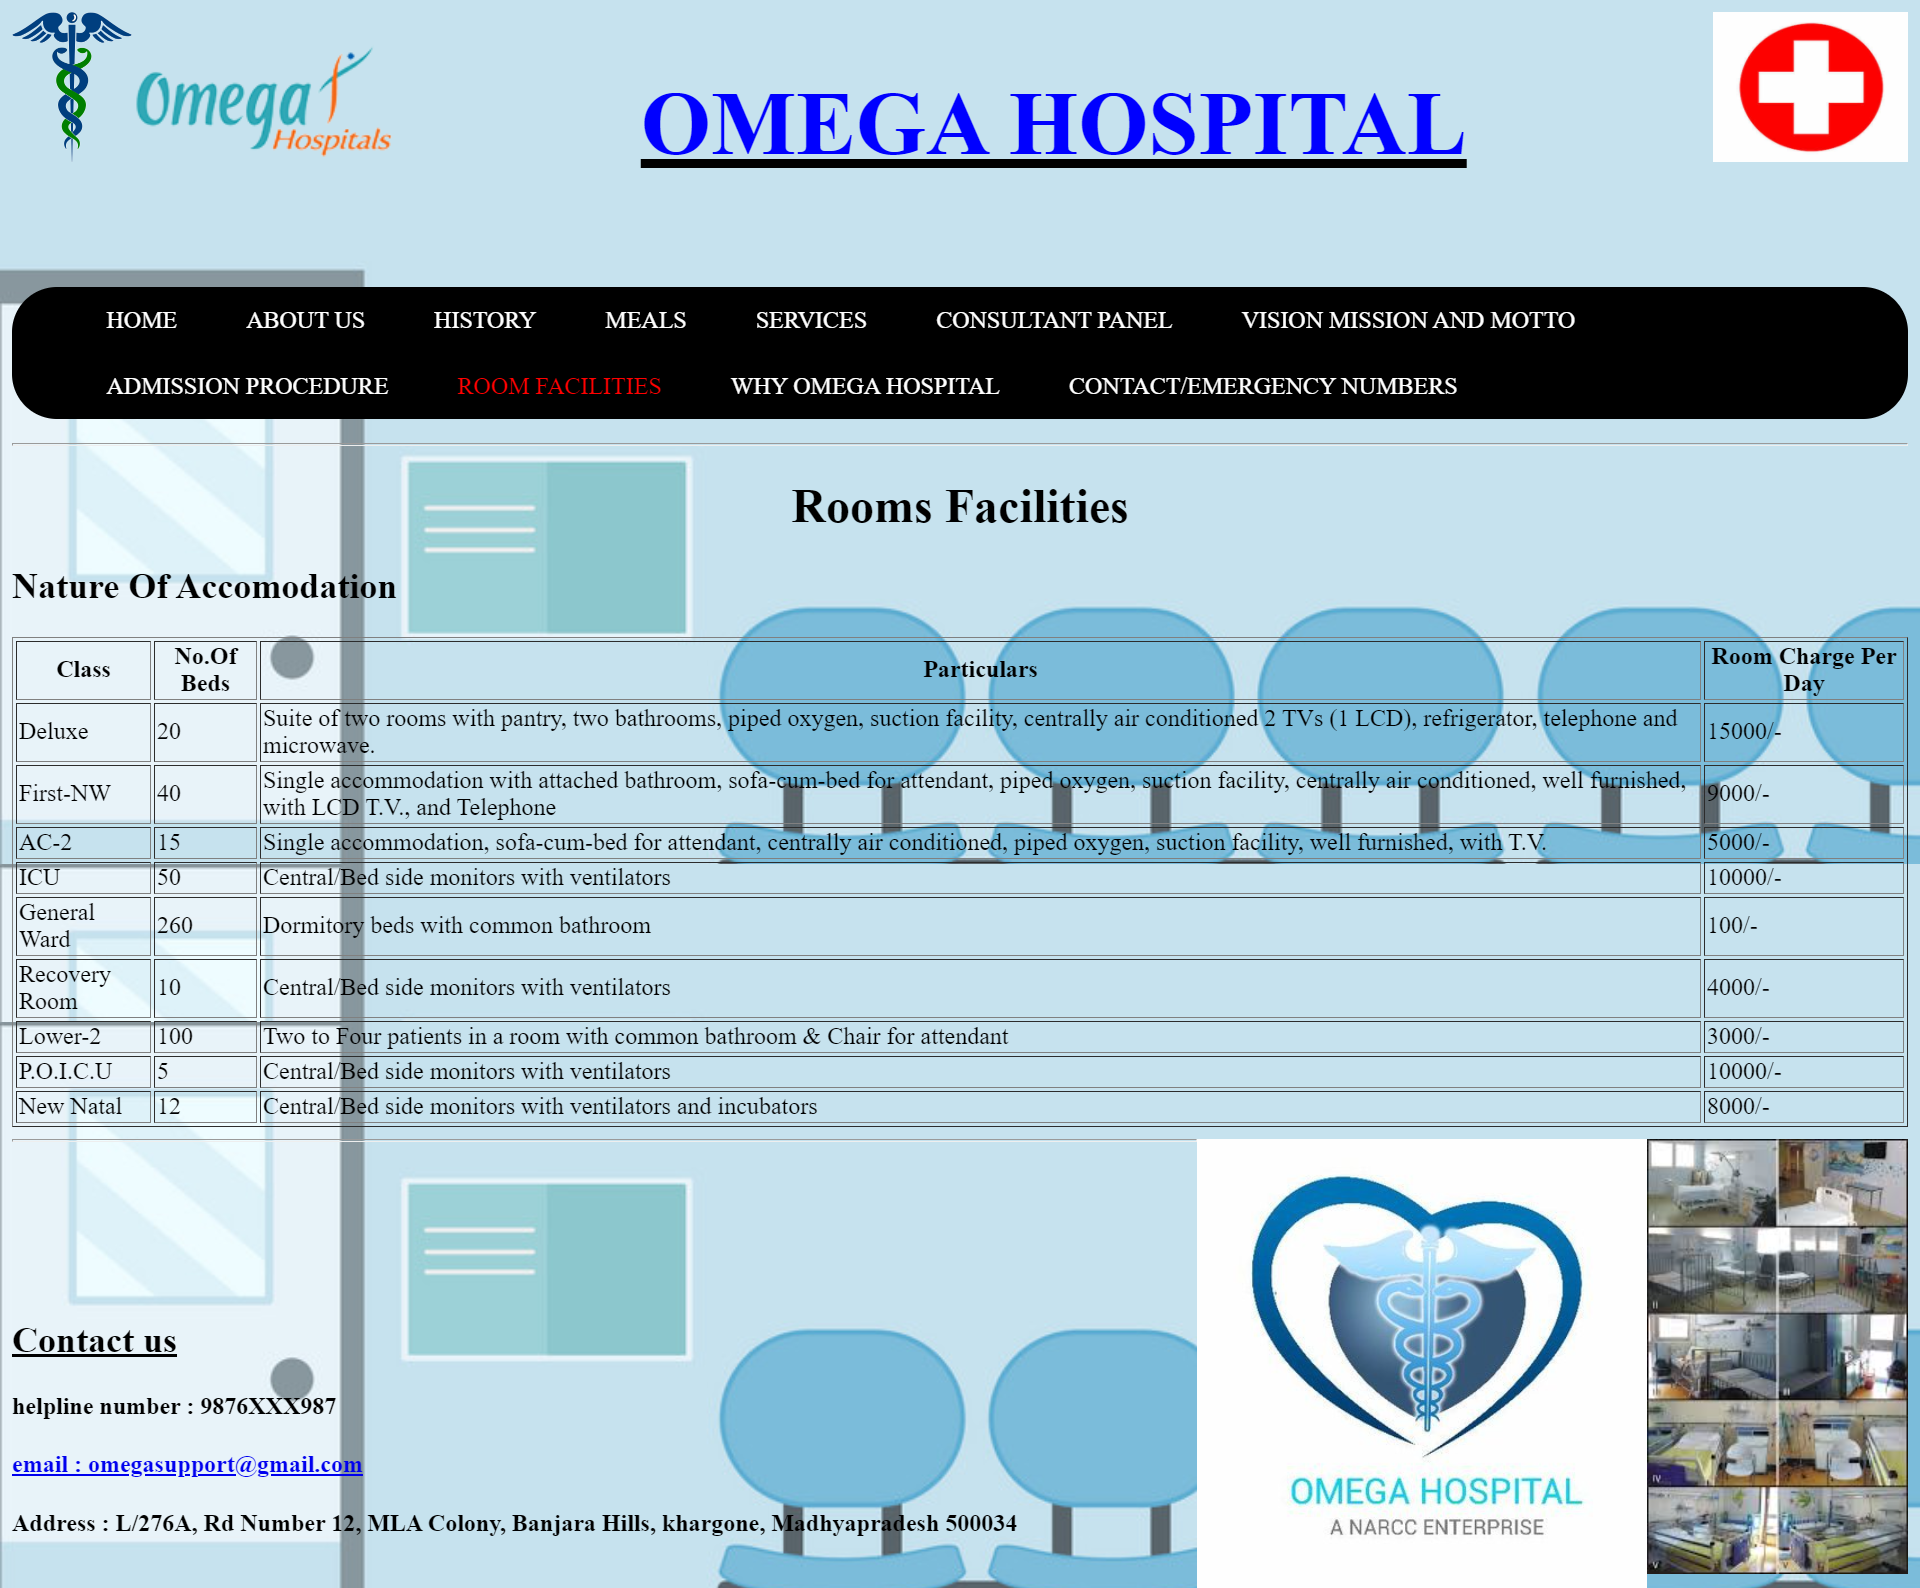 Omega
Hospitals
OMEGA HOSPITAL
HOME ABOUT US HISTORY MEALS SERVICES CONSULTANT PANEL VISION MISSION AND MOTTO
ADMISSION PROCEDURE ROOM FACILITIES WHY OMEGA HOSPITAL CONTACT/EMERGENCY NUMBERS
Rooms Facilities
Nature Of Accomodation
Class No.Of Beds Particulars Room Charge Per Day
Deluxe 20 Suite of two rooms with pantry, two bathrooms, piped oxygen, suction facility, centrally air conditioned 2 TVs (1 LCD), refrigerator, telephone and microwave. 15000/-
First-NW 40 Single accommodation with attached bathroom, sofa-cum-bed for attendant, piped oxygen, suction facility, centrally air conditioned, well furnished, with LCD T.V., and Telephone 9000/-
AC-2 15 Single accommodation, sofa-cum-bed for attendant, centrally air conditioned, piped oxygen, suction facility, well furnished, with T.V. 5000/-
ICU 50 Central/Bed side monitors with ventilators 10000/-
General Ward 260 Dormitory beds with common bathroom 100/-
Recovery Room 10 Central/Bed side monitors with ventilators 4000/-
Lower-2 100 Two to Four patients in a room with common bathroom & Chair for attendant 3000/-
P.O.I.C.U 5 Central/Bed side monitors with ventilators 10000/-
New Natal 12 Central/Bed side monitors with ventilators and incubators 8000/-
Contact us
helpline number : 9876XXX987
email : omegasupport@gmail.com
Address : L/276A, Rd Number 12, MLA Colony, Banjara Hills, khargone, Madhyapradesh 500034
OMEGA HOSPITAL
A NARCC ENTERPRISE